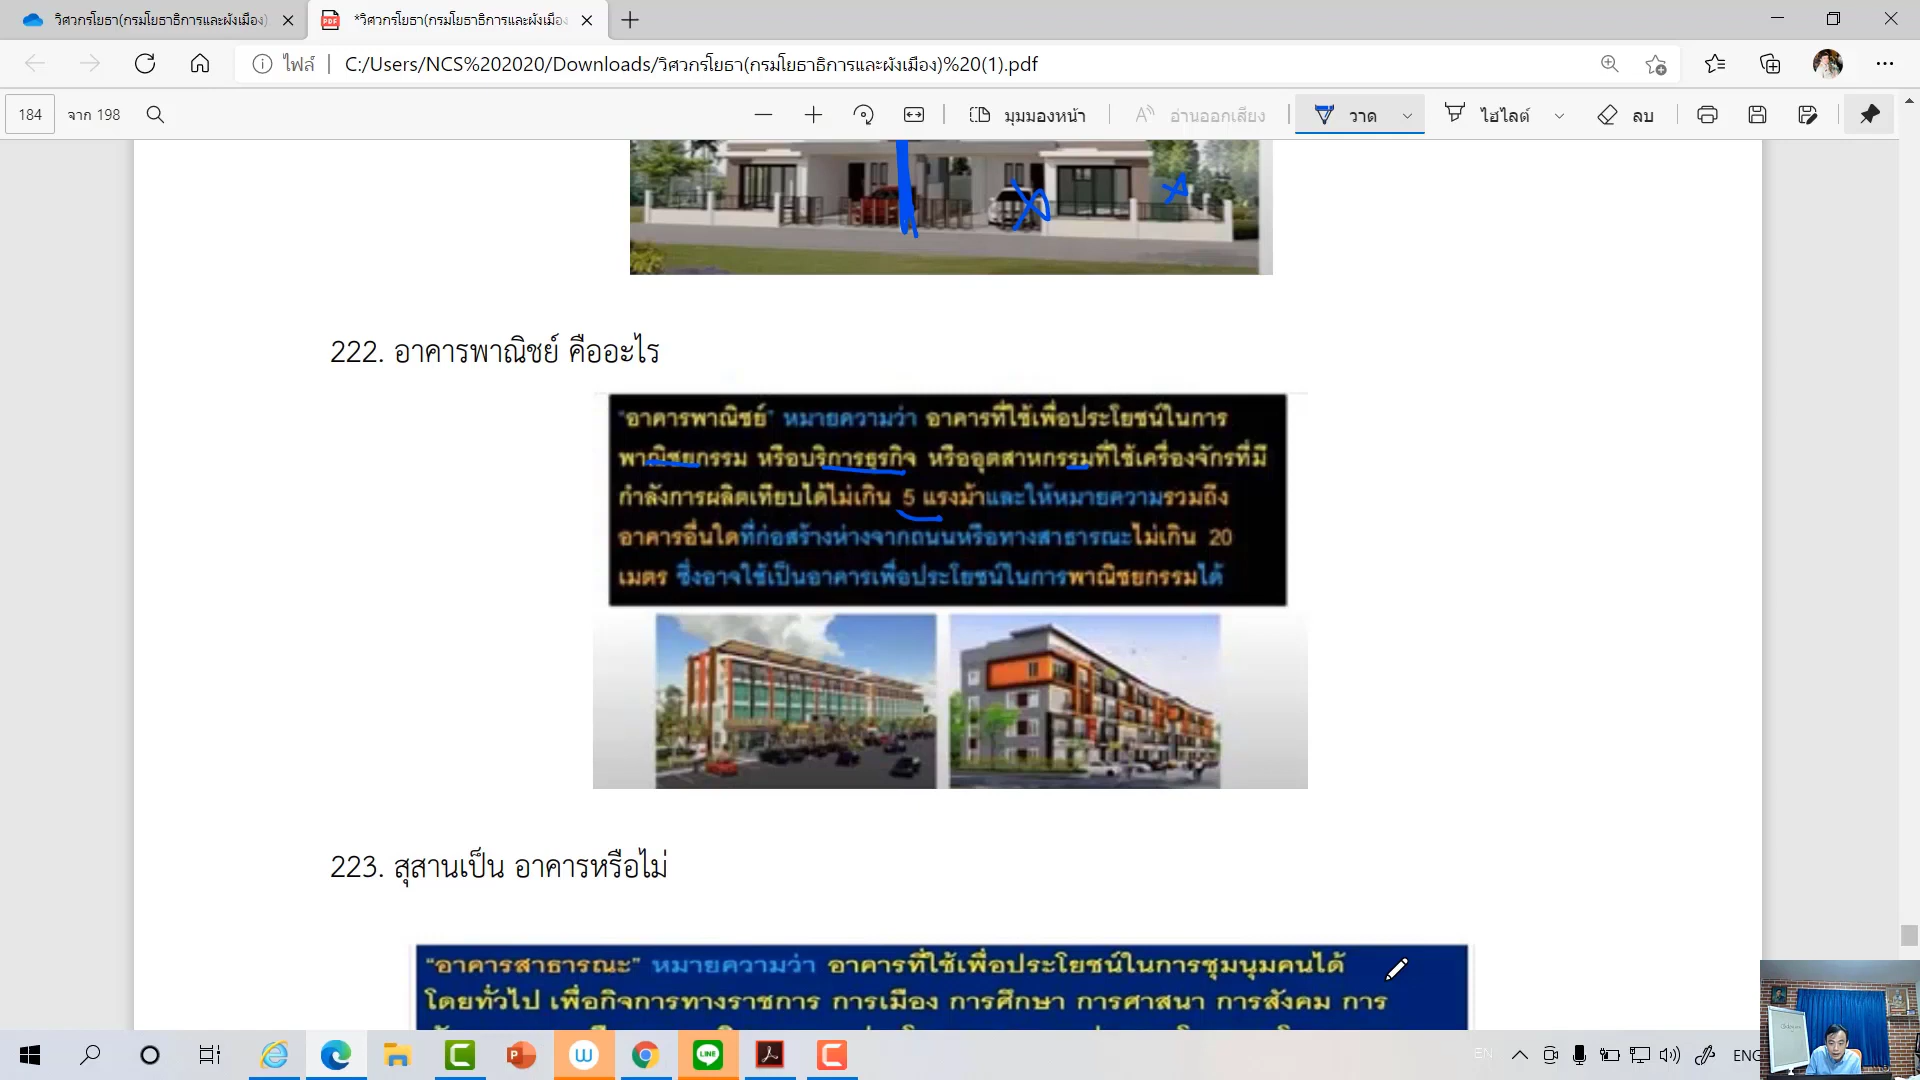 วิศวกรโยธา(กรมโยธาธิการและผังเมือง)
*วิศวกรโยธา(กรมโยธาธิการและผังเมือง
ไฟล์
C:/Users/NCS%202020/Downloads/วิศวกรโยธา(กรมโยธาธิการและผังเมือง)%20(1).pdf
184 จาก 198
มุมมองหน้า
อ่านออกเสียง
วาด
ไฮไลต์
ลบ
222. อาคารพาณิชย์ คืออะไร
"อาคารพาณิชย์" หมายความว่า อาคารที่ใช้เพื่อประโยชน์ในการ
พาณิชยกรรม หรือบริการธุรกิจ หรืออุตสาหกรรมที่ใช้เครื่องจักรที่มี
กำลังการผลิตเทียบได้ไม่เกิน 5 แรงม้าและให้หมายความรวมถึง
อาคารอื่นใดที่ก่อสร้างห่างจากถนนหรือทางสาธารณะไม่เกิน 20
เมตร ซึ่งอาจใช้เป็นอาคารเพื่อประโยชน์ในการพาณิชยกรรมได้
223. สุสานเป็น อาคารหรือไม่
"อาคารสาธารณะ" หมายความว่า อาคารที่ใช้เพื่อประโยชน์ในการชุมนุมคนได้
โดยทั่วไป เพื่อกิจการทางราชการ การเมือง การศึกษา การศาสนา การสังคม การ
EN
ENG